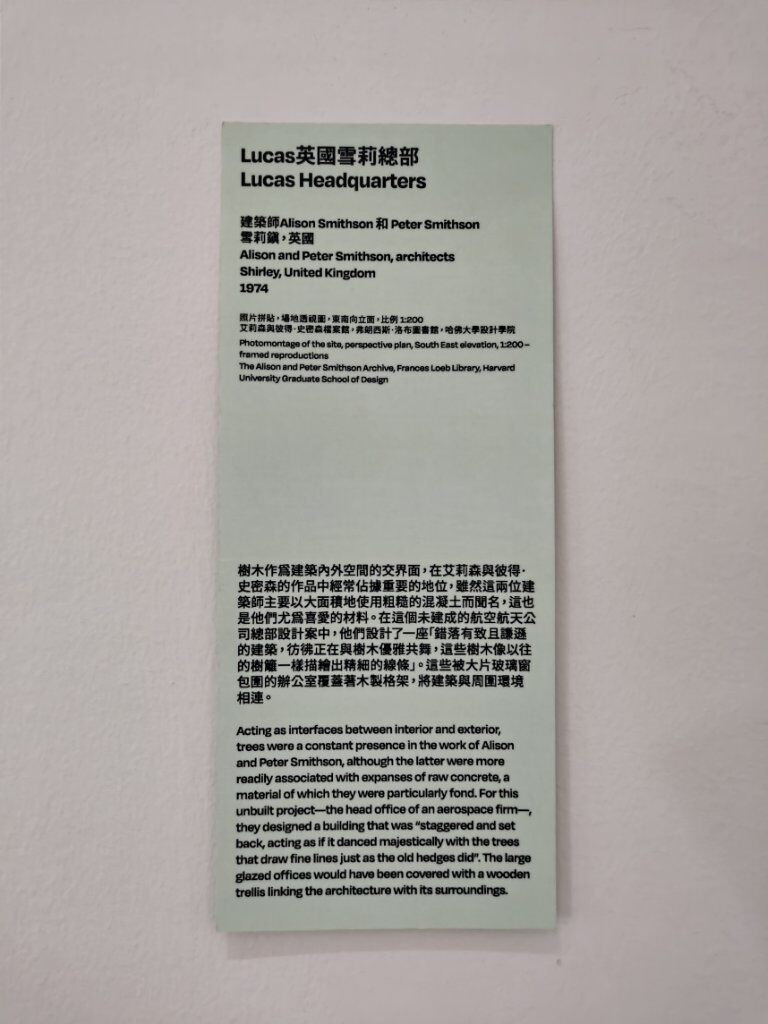 Lucas英國雪莉總部
Lucas Headquarters
建築師Alison Smithson 和 Peter Smithson
雪莉鎮，英國
Alison and Peter Smithson, architects
Shirley, United Kingdom
1974
照片拼貼，場地透視圖，東南向立面，比例 1:200
艾莉森與彼得·史密森檔案館，弗朗西斯·洛布圖書館，哈佛大學設計學院
Photomontage of the site, perspective plan, South East elevation, 1:200 –
framed reproductions
The Alison and Peter Smithson Archive, Frances Loeb Library, Harvard
University Graduate School of Design
樹木作爲建築內外空間的交界面，在艾莉森與彼得·
史密森的作品中經常佔據重要的地位，雖然這兩位建
築師主要以大面積地使用粗糙的混凝土而聞名，這也
是他們尤爲喜愛的材料。在這個未建成的航空航天公
司總部設計案中，他們設計了一座「錯落有致且謙遜
的建築，彷彿正在與樹木優雅共舞，這些樹木像以往
的樹籬一樣描繪出精細的線條」。這些被大片玻璃窗
包圍的辦公室覆蓋著木製格架，將建築與周圍環境
相連。
Acting as interfaces between interior and exterior,
trees were a constant presence in the work of Alison
and Peter Smithson, although the latter were more
readily associated with expanses of raw concrete, a
material of which they were particularly fond. For this
unbuilt project—the head office of an aerospace firm—,
they designed a building that was “staggered and set
back, acting as if it danced majestically with the trees
that draw fine lines just as the old hedges did”. The large
glazed offices would have been covered with a wooden
trellis linking the architecture with its surroundings.